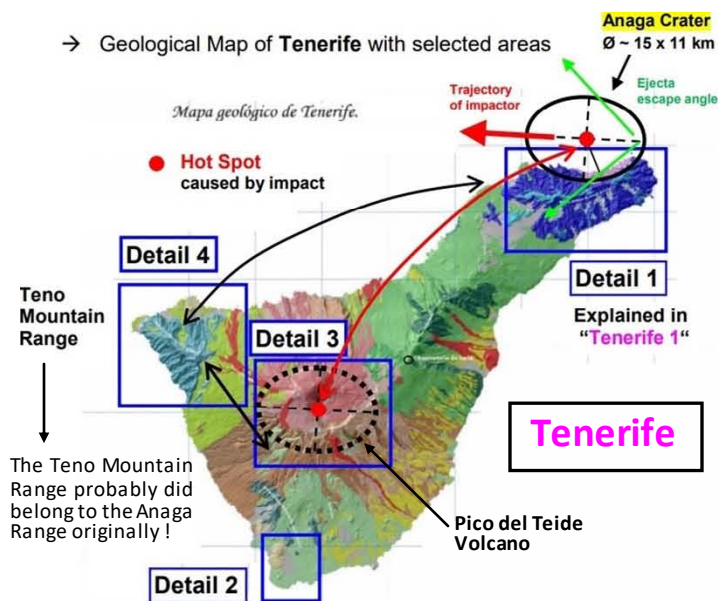 → Geological Map of Tenerife with selected areas
Anaga Crater
Ø ~ 15 x 11 km
Mapa geológico de Tenerife.
Trajectory
of impactor
Ejecta
escape angle
Hot Spot
caused by impact
Detail 4
Detail 1
Explained in
“Tenerife 1“
Teno
Mountain
Range
Detail 3
Tenerife
The Teno Mountain
Range probably did
belong to the Anaga
Range originally !
Pico del Teide
Volcano
Detail 2